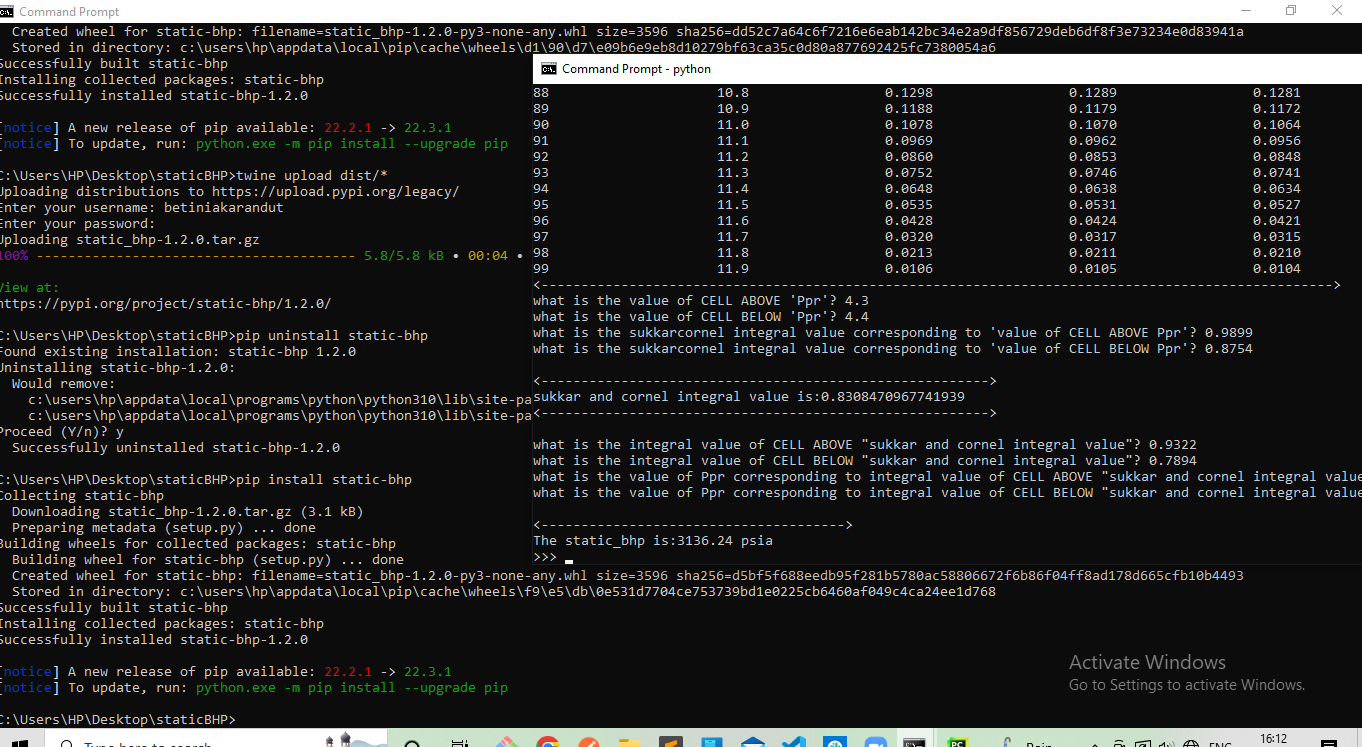 Command Prompt
Created wheel for static-bhp: filename=static_bhp-1.2.0-py3-none-any.whl size=3596 sha256=dd52c7a64c6f7216e6eab142bc34e2a9df856729deb6df8f3e73234e0d83941a
Stored in directory: c:\users\hp\appdata\local\pip\cache\wheels\d1\90\d7\e09b6e9eb8d10279bf63ca35c0d80a877692425fc7380054a6
Successfully built static-bhp
Installing collected packages: static-bhp
Successfully installed static-bhp-1.2.0
[notice] A new release of pip available: 22.2.1 -> 22.3.1
[notice] To update, run: python.exe -m pip install --upgrade pip
C:\Users\HP\Desktop\staticBHP>twine upload dist/*
Uploading distributions to https://upload.pypi.org/legacy/
Enter your username: betiniakarandut
Enter your password:
Uploading static_bhp-1.2.0.tar.gz
100% ---------------------------------------- 5.8/5.8 kB • 00:04 •
View at:
https://pypi.org/project/static-bhp/1.2.0/
C:\Users\HP\Desktop\staticBHP>pip uninstall static-bhp
Found existing installation: static-bhp 1.2.0
Uninstalling static-bhp-1.2.0:
Would remove:
c:\users\hp\appdata\local\programs\python\python310\lib\site-pa
c:\users\hp\appdata\local\programs\python\python310\lib\site-pa
Proceed (Y/n)? y
Successfully uninstalled static-bhp-1.2.0
C:\Users\HP\Desktop\staticBHP>pip install static-bhp
Collecting static-bhp
Downloading static_bhp-1.2.0.tar.gz (3.1 kB)
Preparing metadata (setup.py) ... done
Building wheels for collected packages: static-bhp
Building wheel for static-bhp (setup.py) ... done
Created wheel for static-bhp: filename=static_bhp-1.2.0-py3-none-any.whl size=3596 sha256=d5bf5f688eedb95f281b5780ac58806672f6b86f04ff8ad178d665cfb10b4493
Stored in directory: c:\users\hp\appdata\local\pip\cache\wheels\f9\e5\db\0e531d7704ce753739bd1e0225cb6460af049c4ca24ee1d768
Successfully built static-bhp
Installing collected packages: static-bhp
Successfully installed static-bhp-1.2.0
[notice] A new release of pip available: 22.2.1 -> 22.3.1
[notice] To update, run: python.exe -m pip install --upgrade pip
C:\Users\HP\Desktop\staticBHP>
Command Prompt - python
88 10.8 0.1298 0.1289 0.1281
89 10.9 0.1188 0.1179 0.1172
90 11.0 0.1078 0.1070 0.1064
91 11.1 0.0969 0.0962 0.0956
92 11.2 0.0860 0.0853 0.0848
93 11.3 0.0752 0.0746 0.0741
94 11.4 0.0648 0.0638 0.0634
95 11.5 0.0535 0.0531 0.0527
96 11.6 0.0428 0.0424 0.0421
97 11.7 0.0320 0.0317 0.0315
98 11.8 0.0213 0.0211 0.0210
99 11.9 0.0106 0.0105 0.0104
<--------------------------------------------------------------------------------------------------->
what is the value of CELL ABOVE 'Ppr'? 4.3
what is the value of CELL BELOW 'Ppr'? 4.4
what is the sukkarcornel integral value corresponding to 'value of CELL ABOVE Ppr'? 0.9899
what is the sukkarcornel integral value corresponding to 'value of CELL BELOW Ppr'? 0.8754
<-------------------------------------------------------->
sukkar and cornel integral value is:0.8308470967741939
<-------------------------------------------------------->
what is the integral value of CELL ABOVE "sukkar and cornel integral value"? 0.9322
what is the integral value of CELL BELOW "sukkar and cornel integral value"? 0.7894
what is the value of Ppr corresponding to integral value of CELL ABOVE "sukkar and cornel integral value
what is the value of Ppr corresponding to integral value of CELL BELOW "sukkar and cornel integral value
<-------------------------------------->
The static_bhp is:3136.24 psia
>>>
Activate Windows
Go to Settings to activate Windows.
Type here to search
Rain
ENG
16:12